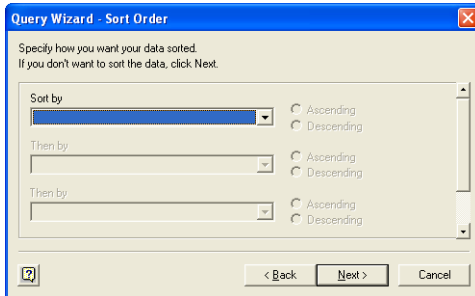 Query Wizard - Sort Order
Specify how you want your data sorted.
If you don't want to sort the data, click Next.
Sort by
Ascending
Descending
Then by
Ascending
Descending
Then by
Ascending
Descending
< Back Next > Cancel